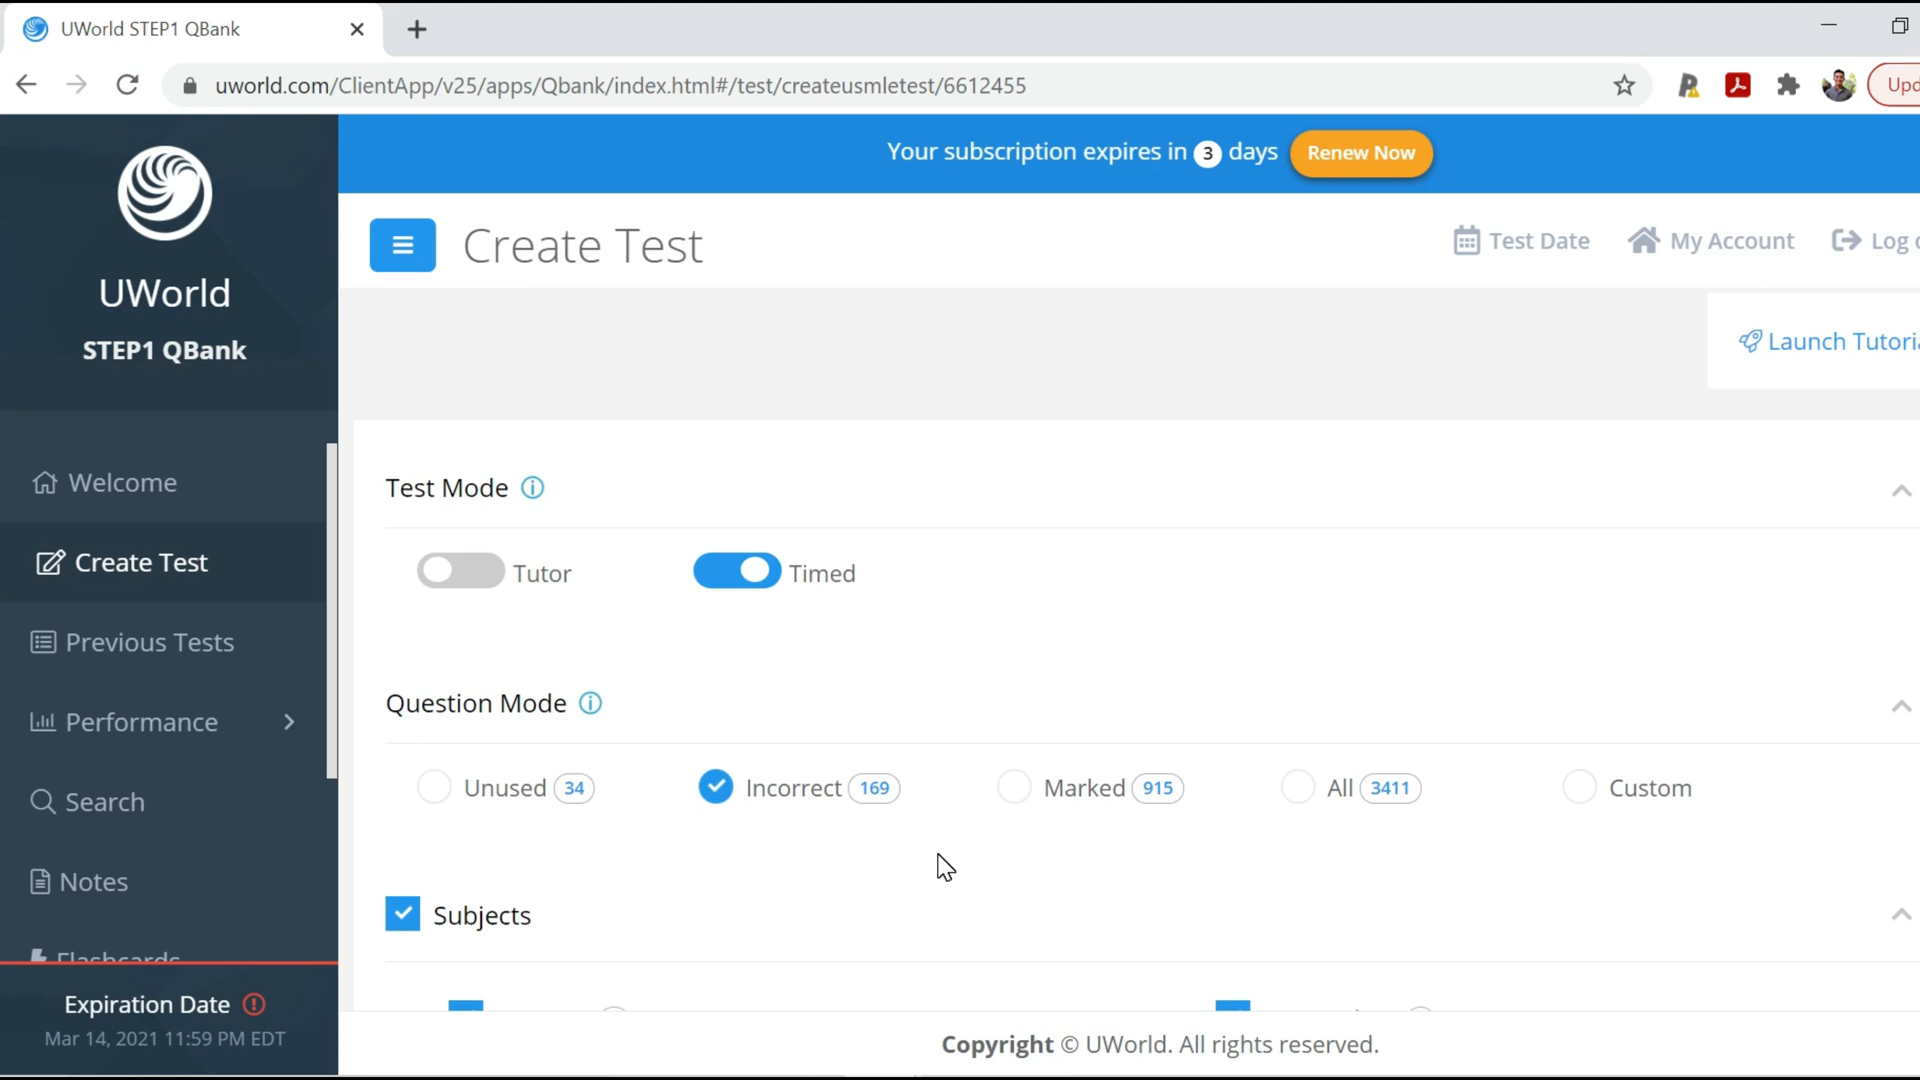 UWorld STEP1 QBank
uworld.com/ClientApp/v25/apps/Qbank/index.html#/test/createusmletest/6612455
Your subscription expires in 3 days Renew Now
UWorld
STEP1 QBank
Create Test
Test Date
My Account
Log
Launch
Welcome
Create Test
Previous Tests
Performance
Search
Notes
Flashcards
Expiration Date
Mar 14, 2021 11:59 PM EDT
Test Mode
Tutor
Timed
Question Mode
Unused 34
Incorrect 169
Marked 915
All 3411
Custom
Subjects
Copyright © UWorld. All rights reserved.